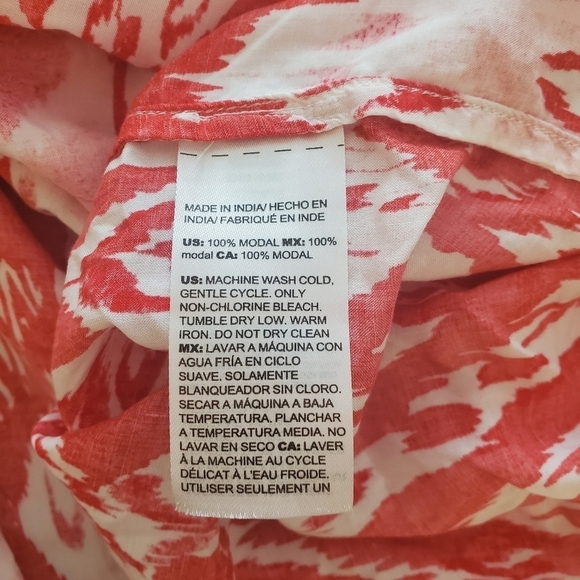 MADE IN INDIA/ HECHO EN
INDIA/ FABRIQUÉ EN INDE
US: 100% MODAL MX: 100%
modal CA: 100% MODAL
US: MACHINE WASH COLD,
GENTLE CYCLE. ONLY
NON-CHLORINE BLEACH.
TUMBLE DRY LOW. WARM
IRON. DO NOT DRY CLEAN
MX: LAVAR A MÁQUINA CON
AGUA FRÍA EN CICLO
SUAVE. SOLAMENTE
BLANQUEADOR SIN CLORO.
SECAR A MÁQUINA A BAJA
TEMPERATURA. PLANCHAR
A TEMPERATURA MEDIA. NO
LAVAR EN SECO CA: LAVER
À LA MACHINE AU CYCLE
DÉLICAT À L'EAU FROIDE.
UTILISER SEULEMENT UN